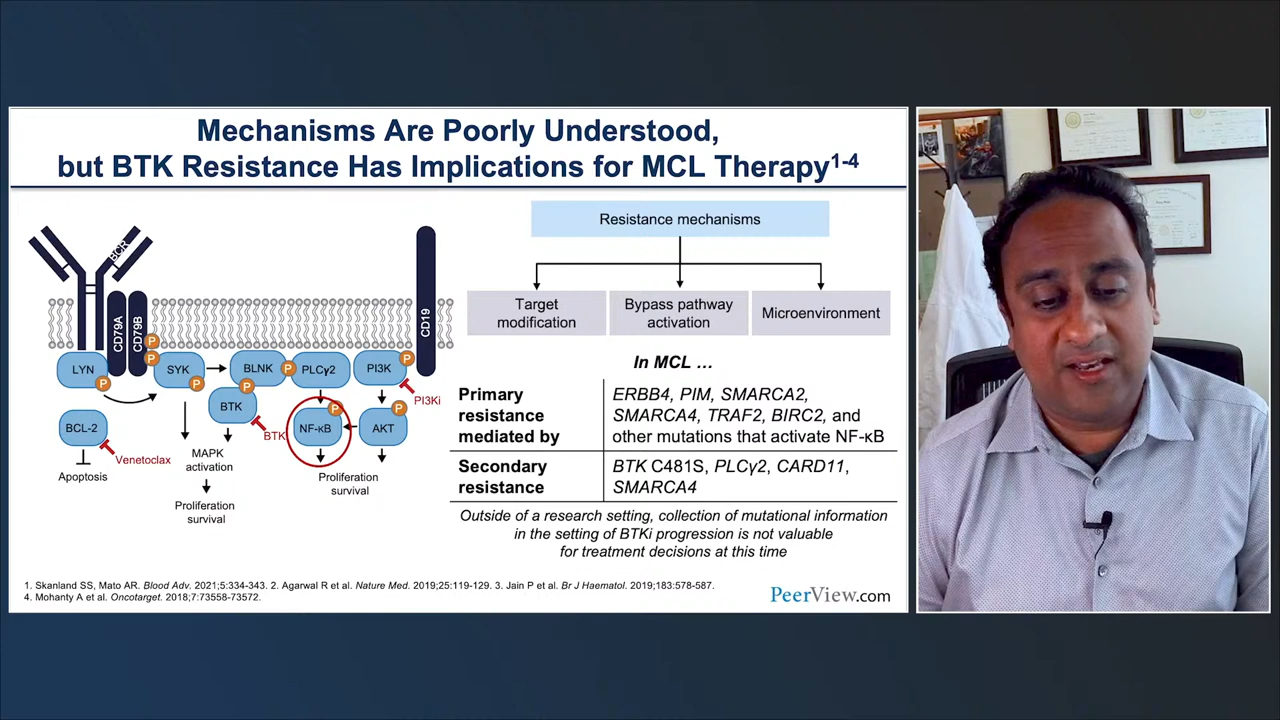 Mechanisms Are Poorly Understood,
but BTK Resistance Has Implications for MCL Therapy1-4
BCR
CD79A
CD79B
CD19
P
P
LYN
P
SYK
P
BLNK
P
PLCγ2
PI3K
P
BTK
P
PI3Ki
BCL-2
BTK
NF-κB
P
AKT
P
Venetoclax
Apoptosis
MAPK
activation
Proliferation
survival
Proliferation
survival
Resistance mechanisms
Target
modification
Bypass pathway
activation
Microenvironment
In MCL …
Primary
resistance
mediated by
ERBB4, PIM, SMARCA2,
SMARCA4, TRAF2, BIRC2, and
other mutations that activate NF-κB
Secondary
resistance
BTK C481S, PLCγ2, CARD11,
SMARCA4
Outside of a research setting, collection of mutational information
in the setting of BTKi progression is not valuable
for treatment decisions at this time
1. Skanland SS, Mato AR. Blood Adv. 2021;5:334-343. 2. Agarwal R et al. Nature Med. 2019;25:119-129. 3. Jain P et al. Br J Haematol. 2019;183:578-587.
4. Mohanty A et al. Oncotarget. 2018;7:73558-73572.
PeerView.com